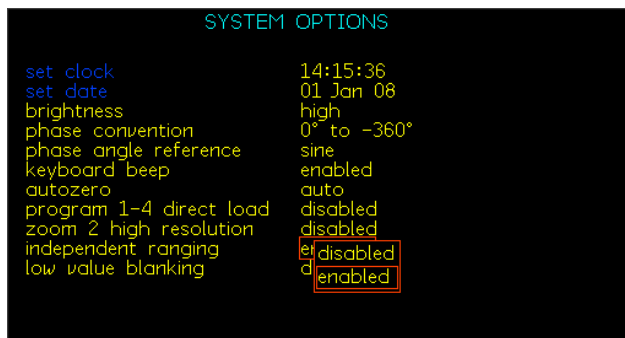 SYSTEM OPTIONS
set clock 14:15:36
set date 01 Jan 08
brightness high
phase convention 0° to -360°
phase angle reference sine
keyboard beep enabled
autozero auto
program 1-4 direct load disabled
zoom 2 high resolution disabled
independent ranging
disabled
low value blanking
enabled